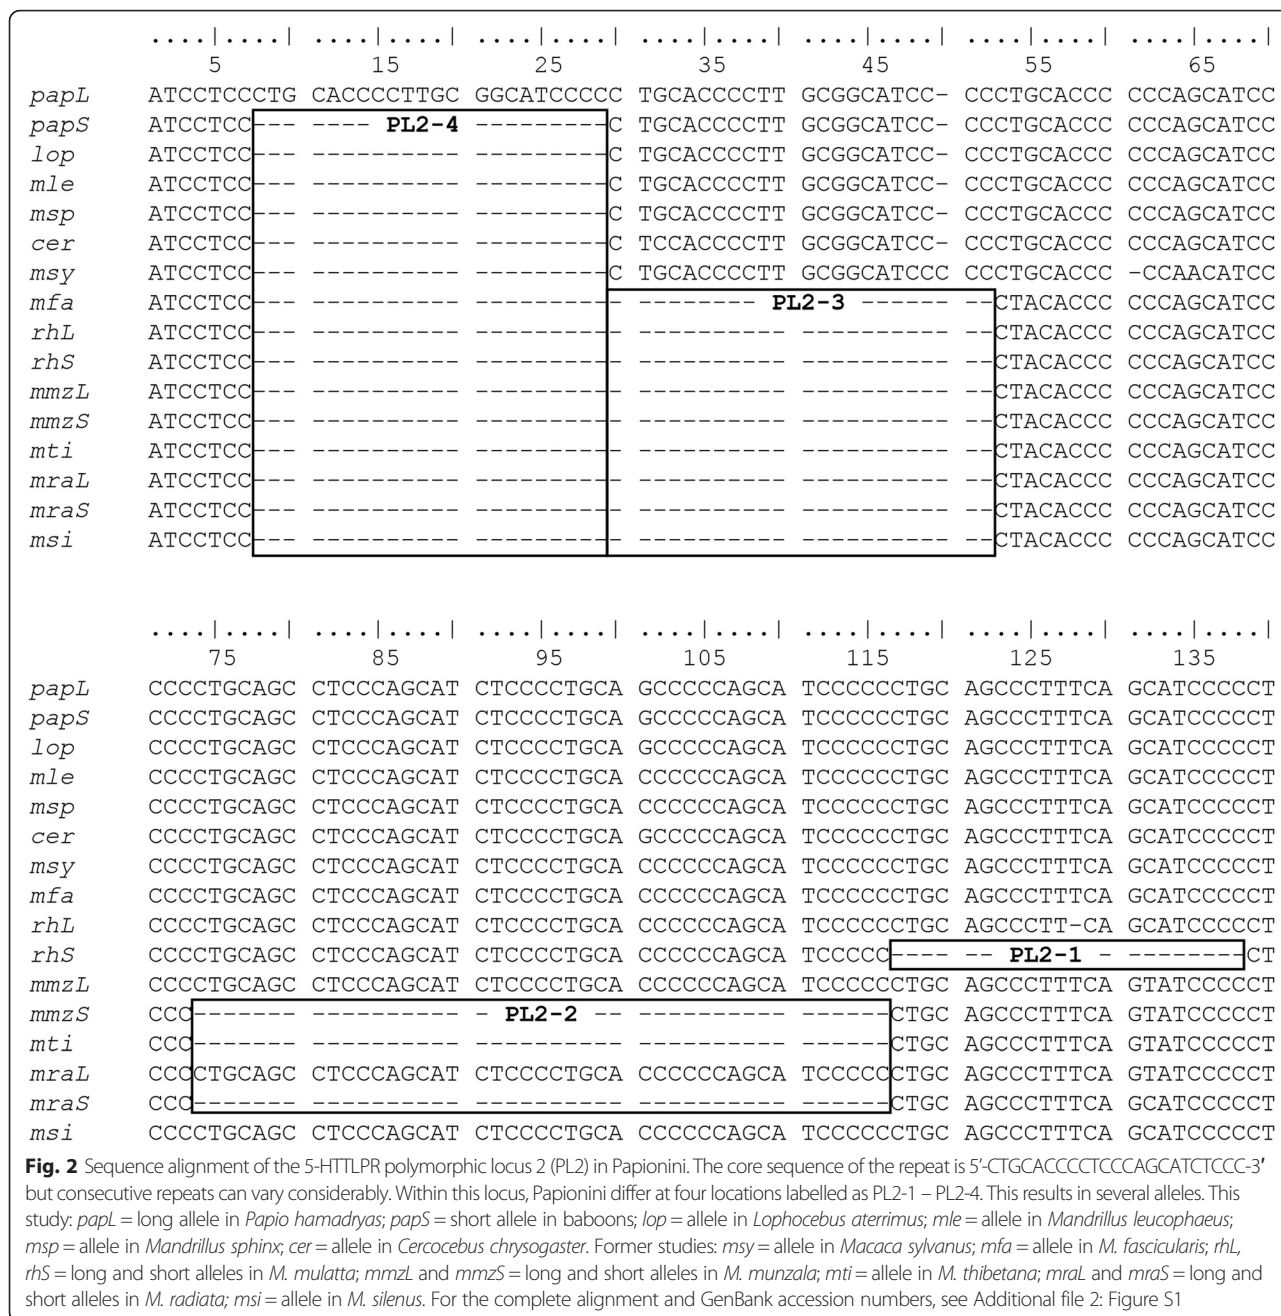 ....|....| ....|....| ....|....| ....|....| ....|....| ....|....| ....|....|
5 15 25 35 45 55 65
papL ATCCTCCCTG CACCCCTTGC GGCATCCCCC TGCACCCCTT GCGGCATCC- CCCTGCACCC CCCAGCATCC
papS ATCCTCC--- ---- PL2-4 ---------C TGCACCCCTT GCGGCATCC- CCCTGCACCC CCCAGCATCC
lop ATCCTCC--- ---------- ---------C TGCACCCCTT GCGGCATCC- CCCTGCACCC CCCAGCATCC
mle ATCCTCC--- ---------- ---------C TGCACCCCTT GCGGCATCC- CCCTGCACCC CCCAGCATCC
msp ATCCTCC--- ---------- ---------C TGCACCCCTT GCGGCATCC- CCCTGCACCC CCCAGCATCC
cer ATCCTCC--- ---------- ---------C TCCACCCCTT GCGGCATCC- CCCTGCACCC CCCAGCATCC
msy ATCCTCC--- ---------- ---------C TGCACCCCTT GCGGCATCCC CCCTGCACCC -CCAACATCC
mfa ATCCTCC--- ---------- ---------- -------- PL2-3 ------ ---CTACACCC CCCAGCATCC
rhL ATCCTCC--- ---------- ---------- ---------- ---------- ---CTACACCC CCCAGCATCC
rhS ATCCTCC--- ---------- ---------- ---------- ---------- ---CTACACCC CCCAGCATCC
mmzL ATCCTCC--- ---------- ---------- ---------- ---------- ---CTACACCC CCCAGCATCC
mmzS ATCCTCC--- ---------- ---------- ---------- ---------- ---CTACACCC CCCAGCATCC
mti ATCCTCC--- ---------- ---------- ---------- ---------- ---CTACACCC CCCAGCATCC
mraL ATCCTCC--- ---------- ---------- ---------- ---------- ---CTACACCC CCCAGCATCC
mraS ATCCTCC--- ---------- ---------- ---------- ---------- ---CTACACCC CCCAGCATCC
msi ATCCTCC--- ---------- ---------- ---------- ---------- ---CTACACCC CCCAGCATCC
....|....| ....|....| ....|....| ....|....| ....|....| ....|....| ....|....|
75 85 95 105 115 125 135
papL CCCCTGCAGC CTCCCAGCAT CTCCCCTGCA GCCCCCAGCA TCCCCCCTGC AGCCCTTTCA GCATCCCCCT
papS CCCCTGCAGC CTCCCAGCAT CTCCCCTGCA GCCCCCAGCA TCCCCCCTGC AGCCCTTTCA GCATCCCCCT
lop CCCCTGCAGC CTCCCAGCAT CTCCCCTGCA GCCCCCAGCA TCCCCCCTGC AGCCCTTTCA GCATCCCCCT
mle CCCCTGCAGC CTCCCAGCAT CTCCCCTGCA GCCCCCAGCA TCCCCCCTGC AGCCCTTTCA GCATCCCCCT
msp CCCCTGCAGC CTCCCAGCAT CTCCCCTGCA CCCCCCAGCA TCCCCCCTGC AGCCCTTTCA GCATCCCCCT
cer CCCCTGCAGC CTCCCAGCAT CTCCCCTGCA GCCCCCAGCA TCCCCCCTGC AGCCCTTTCA GCATCCCCCT
msy CCCCTGCAGC CTCCCAGCAT CTCCCCTGCA CCCCCCAGCA TCCCCCCTGC AGCCCTTTCA GCATCCCCCT
mfa CCCCTGCAGC CTCCCAGCAT CTCCCCTGCA CCCCCCAGCA TCCCCCCTGC AGCCCTTTCA GCATCCCCCT
rhL CCCCTGCAGC CTCCCAGCAT CTCCCCTGCA CCCCCCAGCA TCCCCCCTGC AGCCCTT-CA GCATCCCCCT
rhS CCCCTGCAGC CTCCCAGCAT CTCCCCTGCA CCCCCCAGCA TCCCCC---- -- PL2-1 - --------CT
mmzL CCCCTGCAGC CTCCCAGCAT CTCCCCTGCA CCCCCCAGCA TCCCCCCTGC AGCCCTTTCA GTATCCCCCT
mmzS CCC------- ---------- - PL2-2 -- ---------- ------CTGC AGCCCTTTCA GTATCCCCCT
mti CCC------- ---------- ---------- ---------- ------CTGC AGCCCTTTCA GTATCCCCCT
mraL CCCCTGCAGC CTCCCAGCAT CTCCCCTGCA CCCCCCAGCA TCCCCCCTGC AGCCCTTTCA GTATCCCCCT
mraS CCC------- ---------- ---------- ---------- ------CTGC AGCCCTTTCA GCATCCCCCT
msi CCCCTGCAGC CTCCCAGCAT CTCCCCTGCA CCCCCCAGCA TCCCCCCTGC AGCCCTTTCA GCATCCCCCT
Fig. 2 Sequence alignment of the 5-HTTLPR polymorphic locus 2 (PL2) in Papionini. The core sequence of the repeat is 5′-CTGCACCCCTCCCAGCATCTCCC-3′
but consecutive repeats can vary considerably. Within this locus, Papionini differ at four locations labelled as PL2-1 – PL2-4. This results in several alleles. This
study: papL = long allele in Papio hamadryas; papS = short allele in baboons; lop = allele in Lophocebus aterrimus; mle = allele in Mandrillus leucophaeus;
msp = allele in Mandrillus sphinx; cer = allele in Cercocebus chrysogaster. Former studies: msy = allele in Macaca sylvanus; mfa = allele in M. fascicularis; rhL,
rhS = long and short alleles in M. mulatta; mmzL and mmzS = long and short alleles in M. munzala; mti = allele in M. thibetana; mraL and mraS = long and
short alleles in M. radiata; msi = allele in M. silenus. For the complete alignment and GenBank accession numbers, see Additional file 2: Figure S1